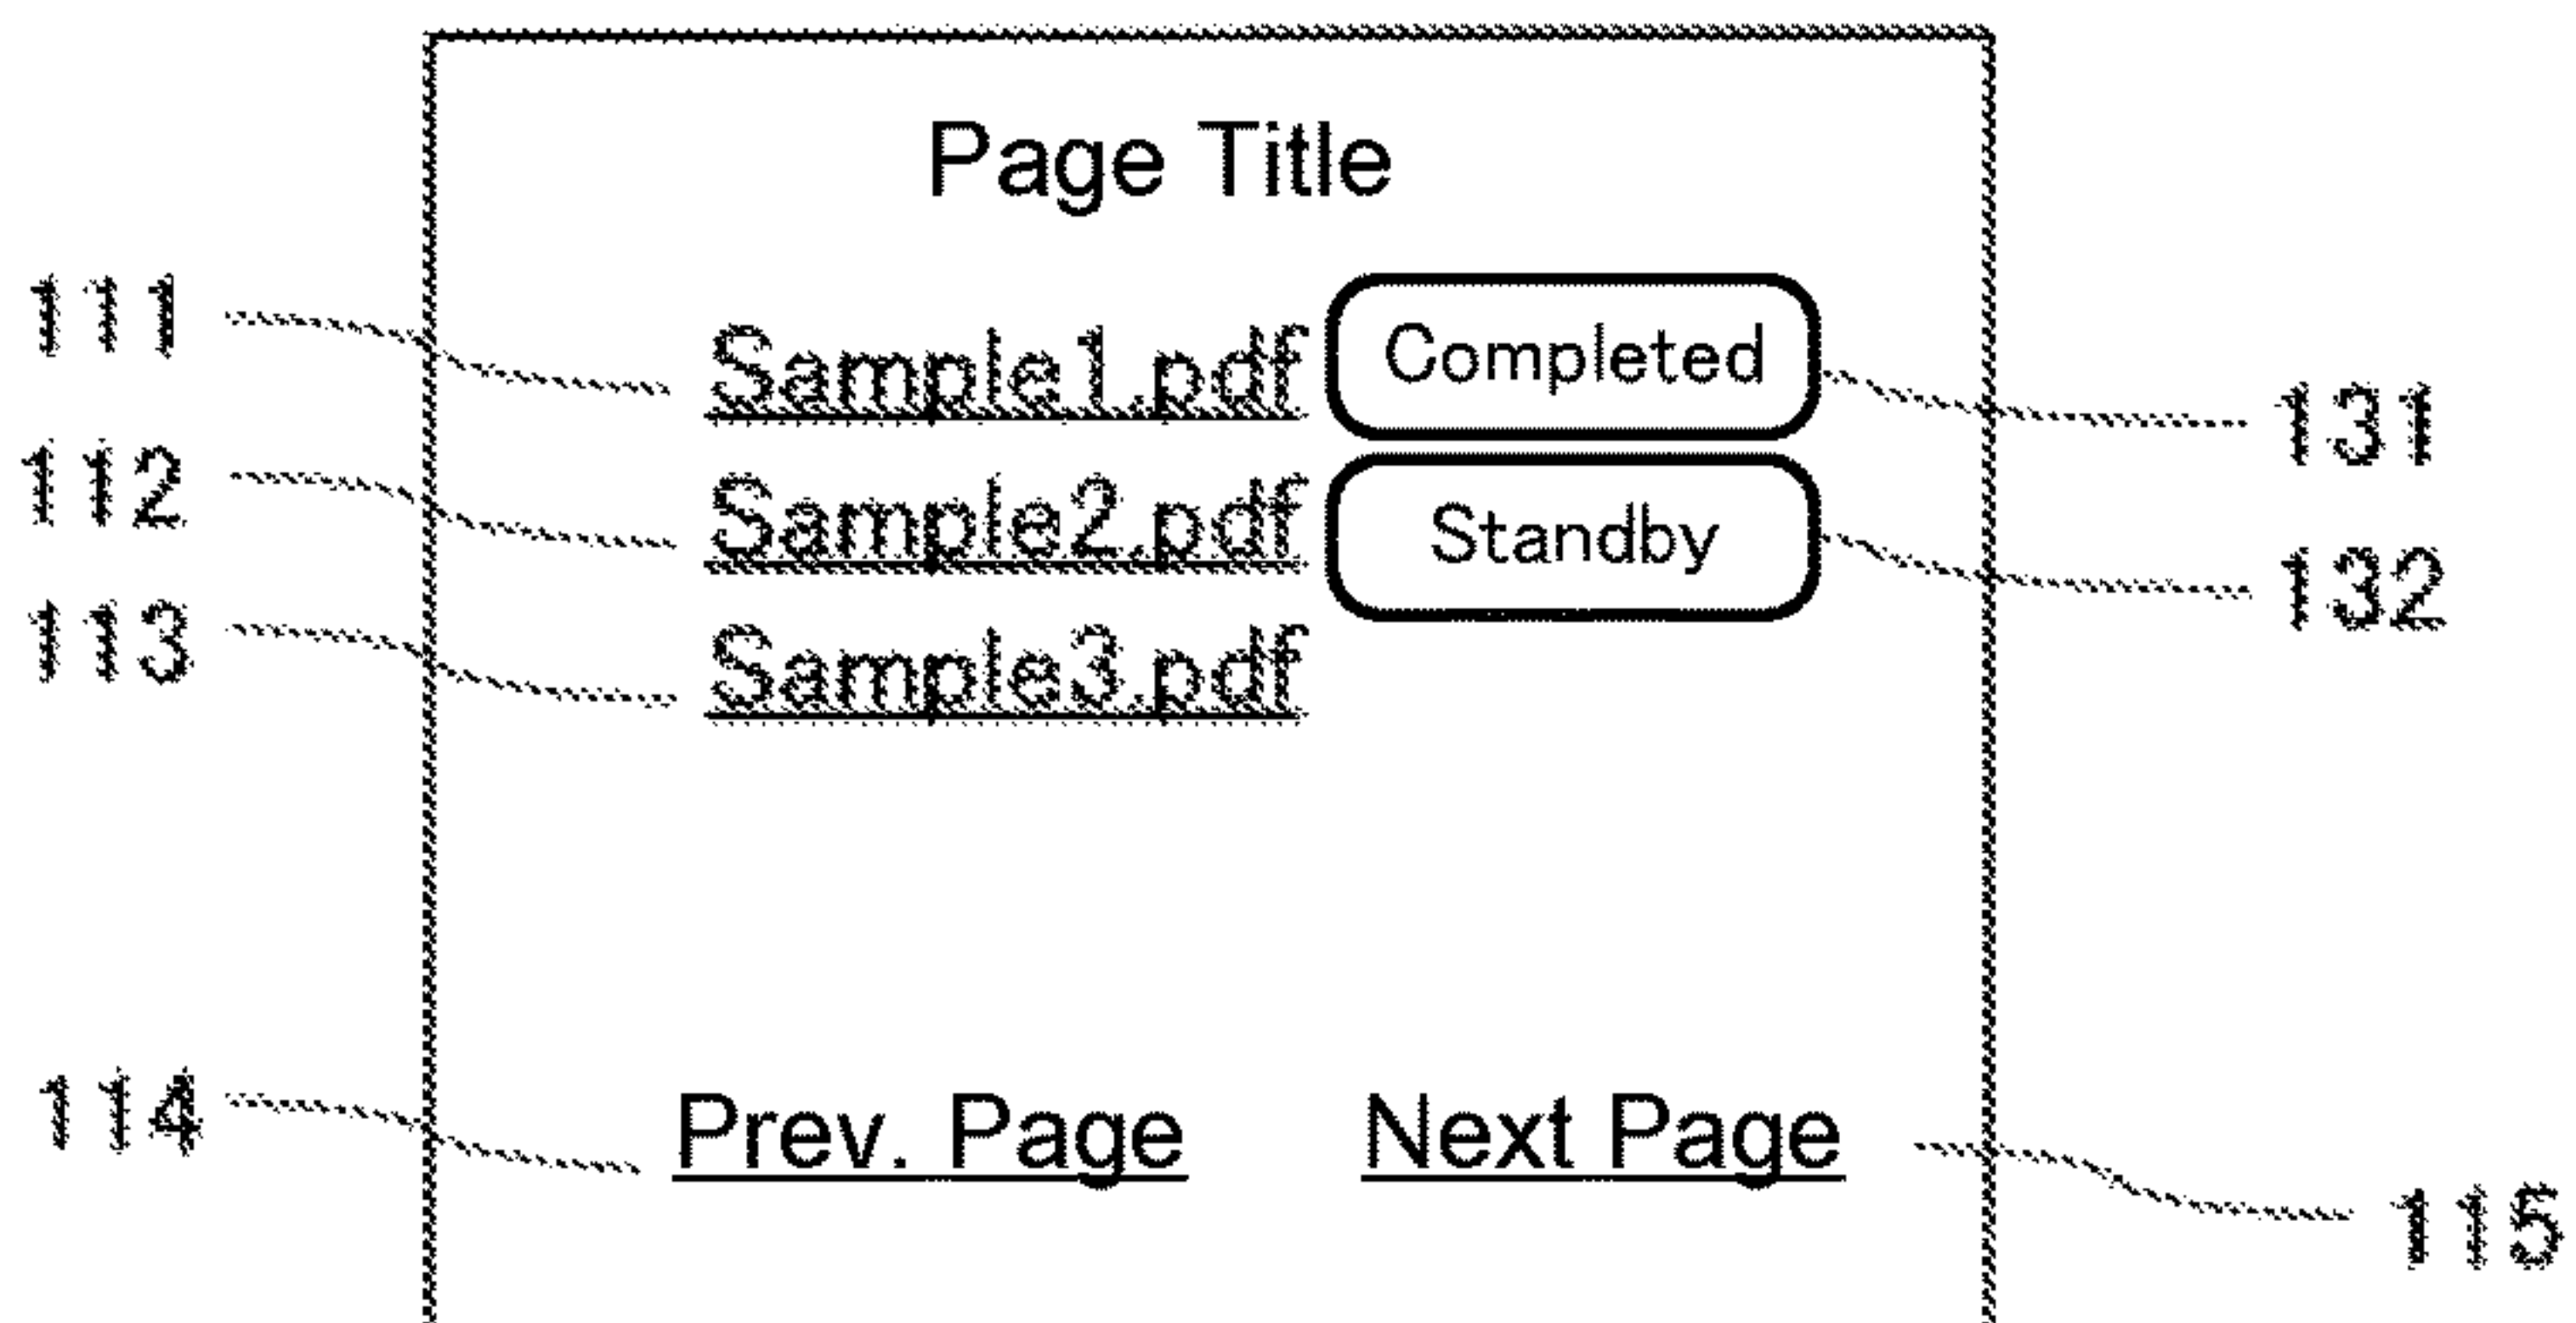 Page Title
111 Sample1.pdf Completed 131
112 Sample2.pdf Standby 132
113 Sample3.pdf
114 Prev. Page Next Page 115